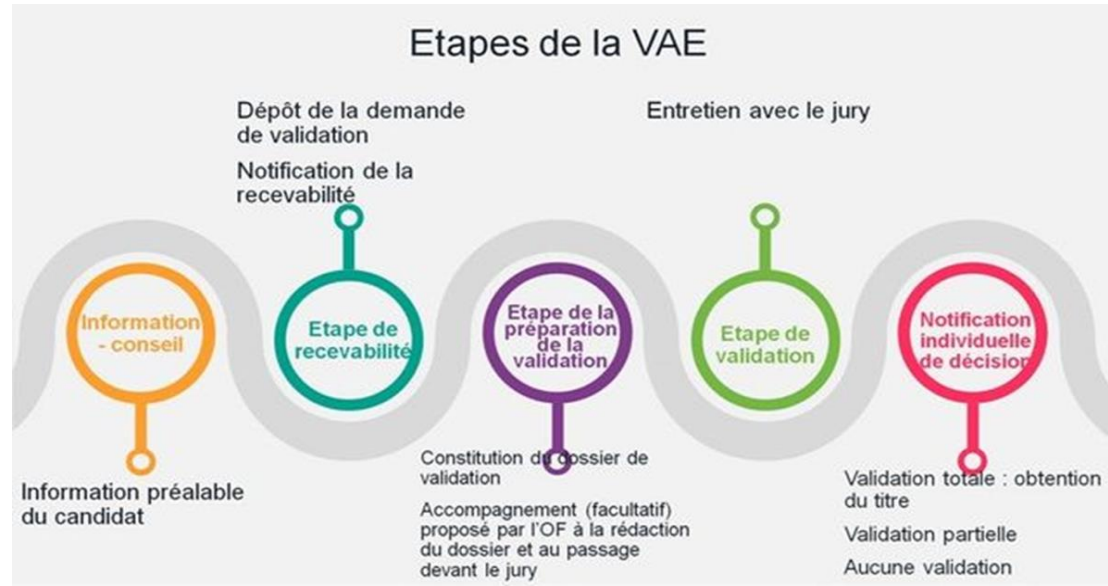 Etapes de la VAE
Information
- conseil
Information préalable
du candidat
Dépôt de la demande
de validation
Notification de la
recevabilité
Etape de
recevabilité
Etape de la
préparation
de la
validation
Constitution du dossier de
validation
Accompagnement (facultatif)
proposé par l'OF à la rédaction
du dossier et au passage
devant le jury
Entretien avec le jury
Etape de
validation
Notification
individuelle
de décision
Validation totale : obtention
du titre
Validation partielle
Aucune validation